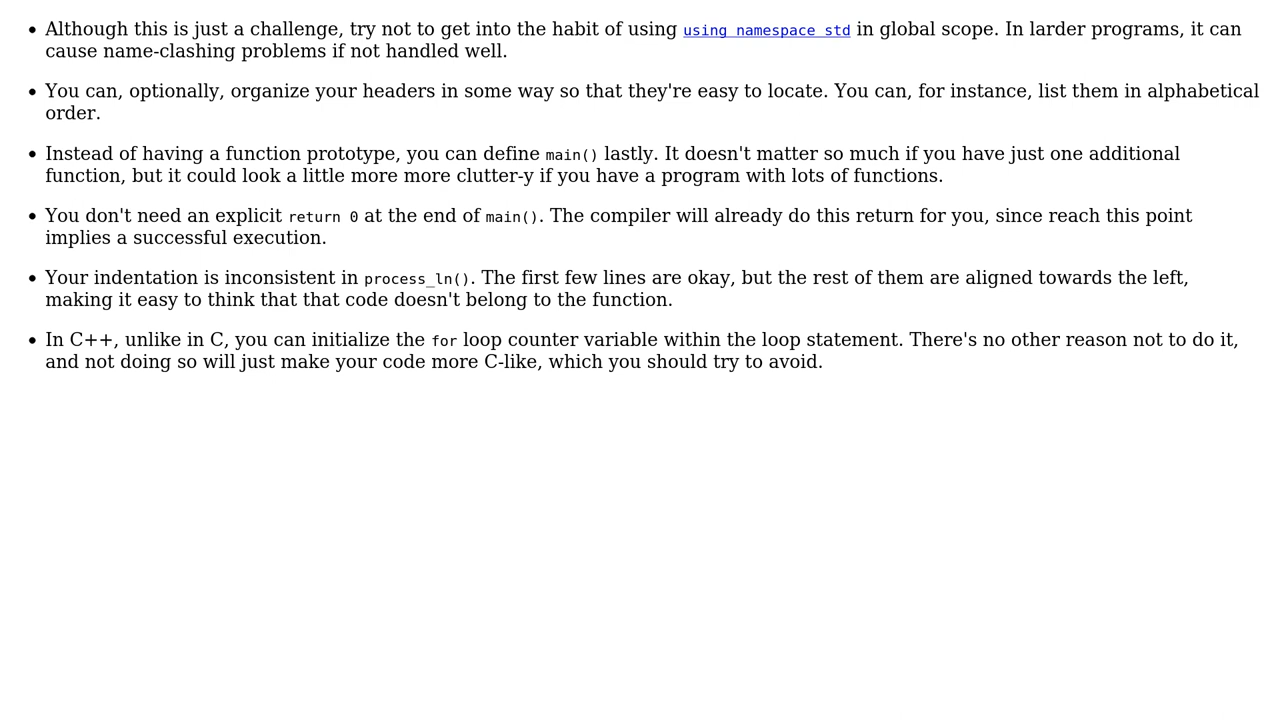 Although this is just a challenge, try not to get into the habit of using using namespace std in global scope. In larder programs, it can
cause name-clashing problems if not handled well.
You can, optionally, organize your headers in some way so that they're easy to locate. You can, for instance, list them in alphabetical
order.
Instead of having a function prototype, you can define main() lastly. It doesn't matter so much if you have just one additional
function, but it could look a little more more clutter-y if you have a program with lots of functions.
You don't need an explicit return 0 at the end of main(). The compiler will already do this return for you, since reach this point
implies a successful execution.
Your indentation is inconsistent in process_ln(). The first few lines are okay, but the rest of them are aligned towards the left,
making it easy to think that that code doesn't belong to the function.
In C++, unlike in C, you can initialize the for loop counter variable within the loop statement. There's no other reason not to do it,
and not doing so will just make your code more C-like, which you should try to avoid.